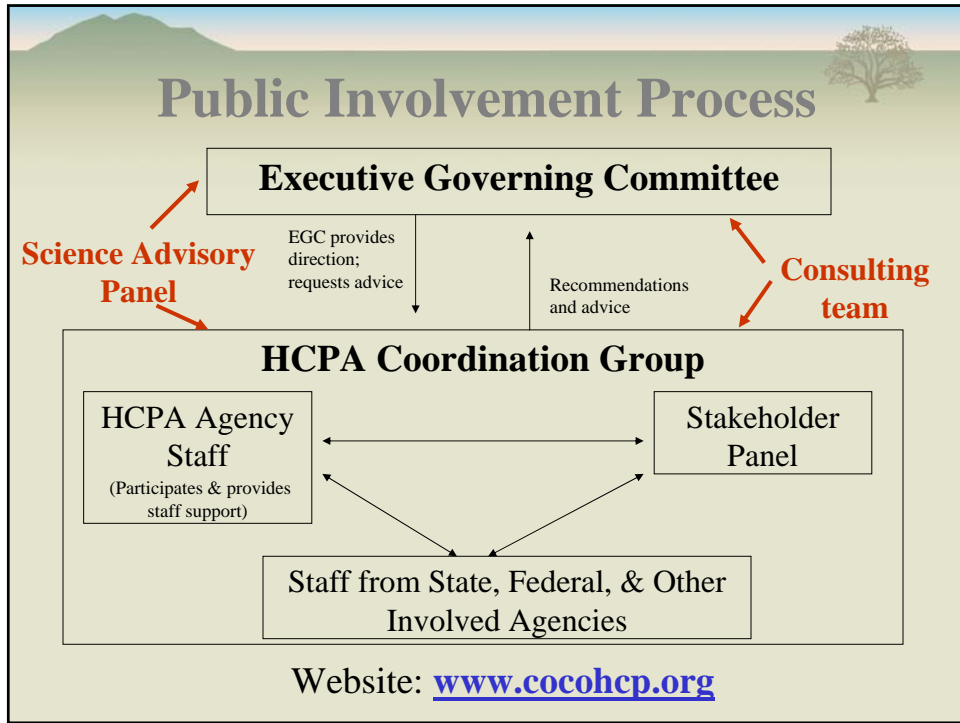 Public Involvement Process
Executive Governing Committee
Science Advisory
Panel
EGC provides
direction;
requests advice
Recommendations
and advice
Consulting
team
HCPA Coordination Group
HCPA Agency
Staff
(Participates & provides
staff support)
Stakeholder
Panel
Staff from State, Federal, & Other
Involved Agencies
Website: www.cocohcp.org